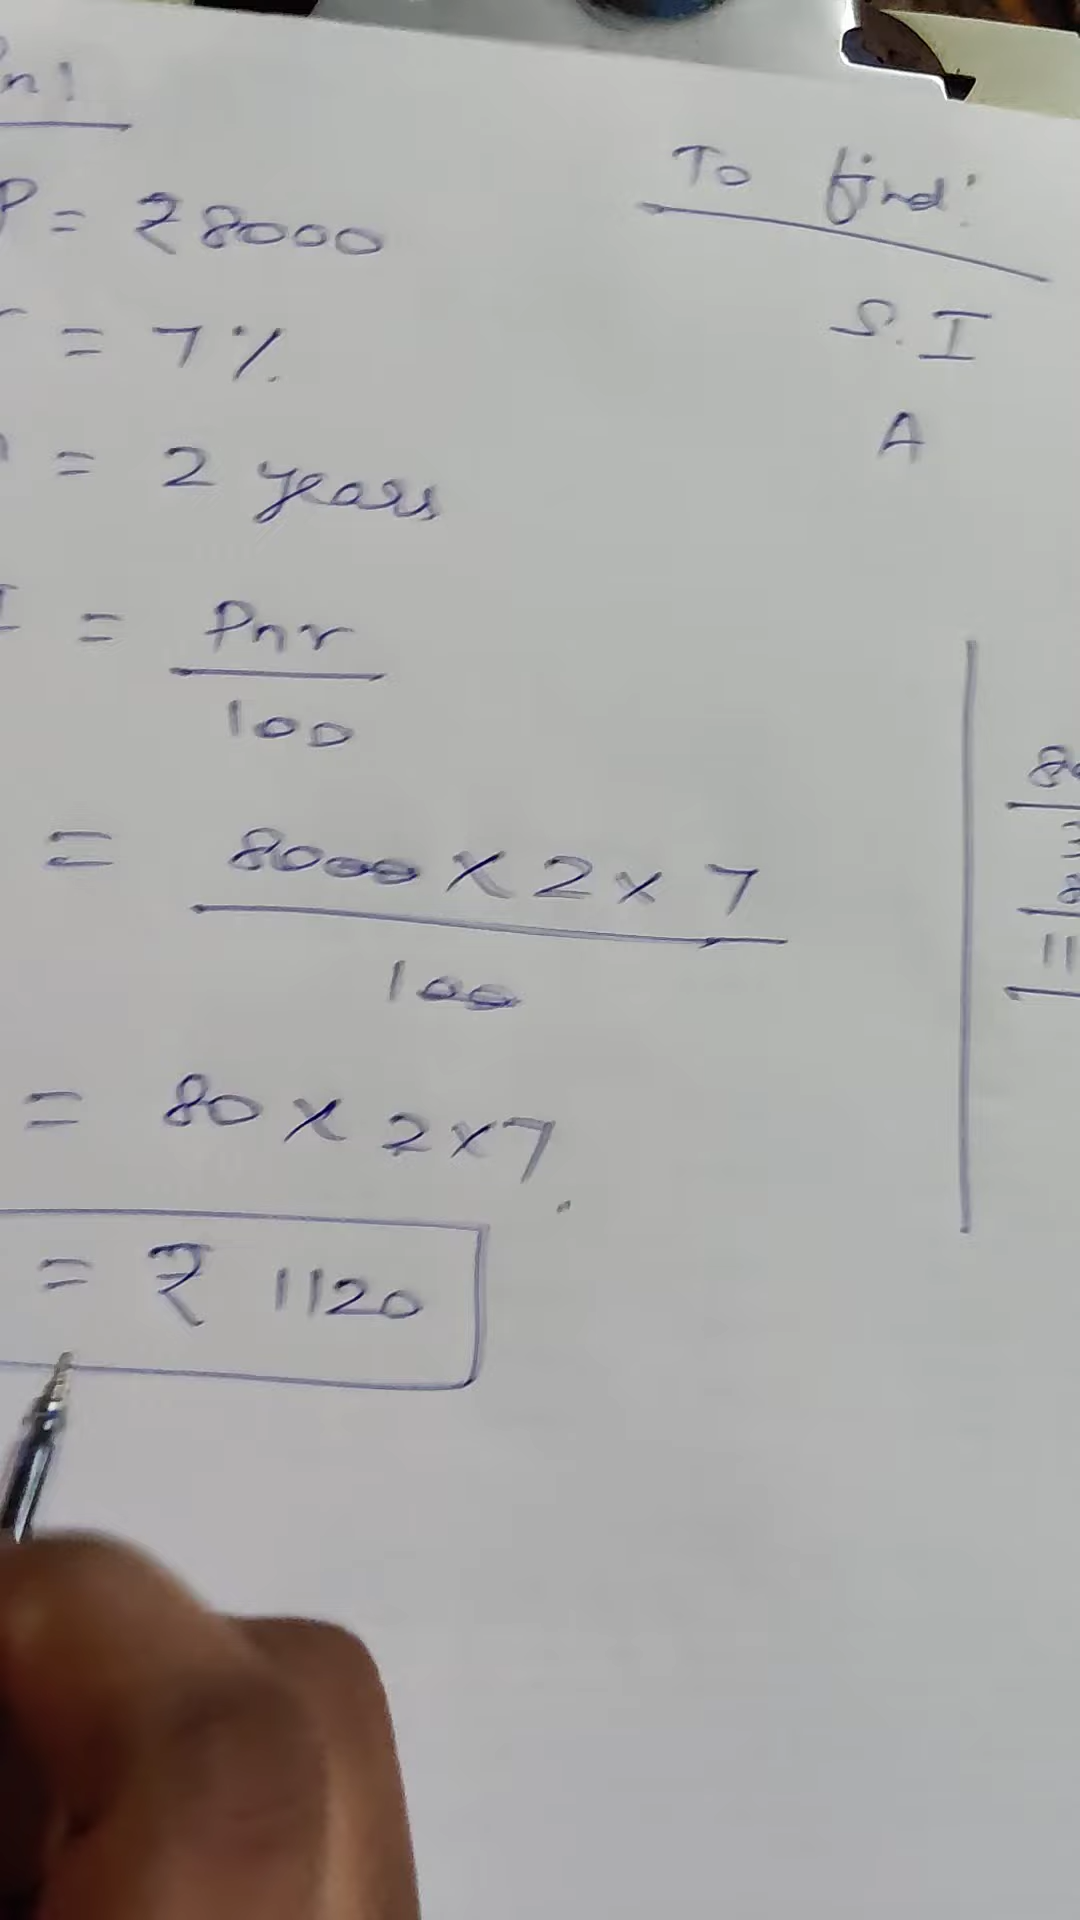 P = ₹ 8000
To find:
= 7%
S.I
A
= 2 years
I = Pnr
100
= 8000 × 2 × 7
100
= 80 × 2 × 7
= ₹ 1120